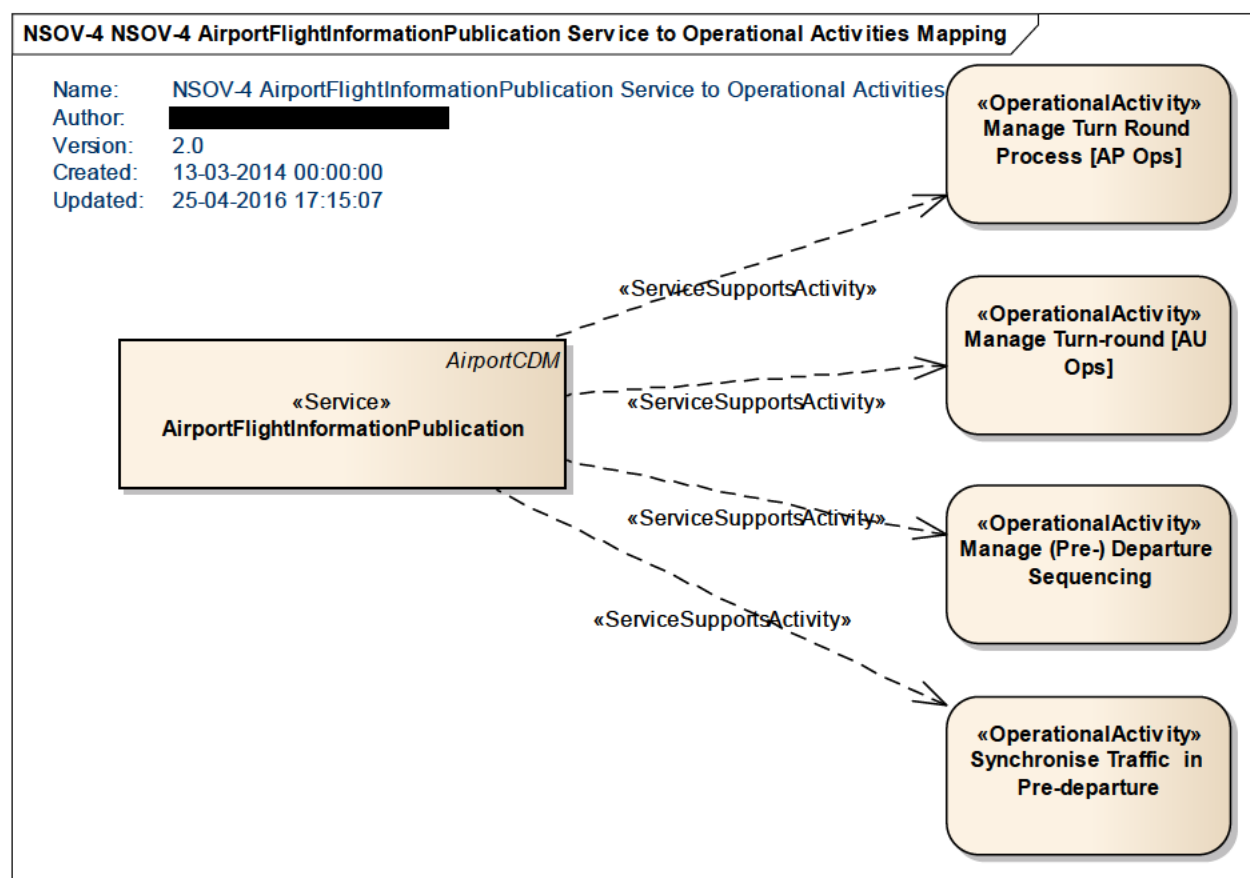 NSOV-4 NSOV-4 AirportFlightInformationPublication Service to Operational Activities Mapping
Name: NSOV-4 AirportFlightInformationPublication Service to Operational Activities
Author:
Version: 2.0
Created: 13-03-2014 00:00:00
Updated: 25-04-2016 17:15:07
«OperationalActivity»
Manage Turn Round
Process [AP Ops]
«ServiceSupportsActivity»
«OperationalActivity»
Manage Turn-round [AU
Ops]
AirportCDM
«Service»
AirportFlightInformationPublication
«ServiceSupportsActivity»
«OperationalActivity»
Manage (Pre-) Departure
Sequencing
«ServiceSupportsActivity»
«ServiceSupportsActivity»
«OperationalActivity»
Synchronise Traffic in
Pre-departure